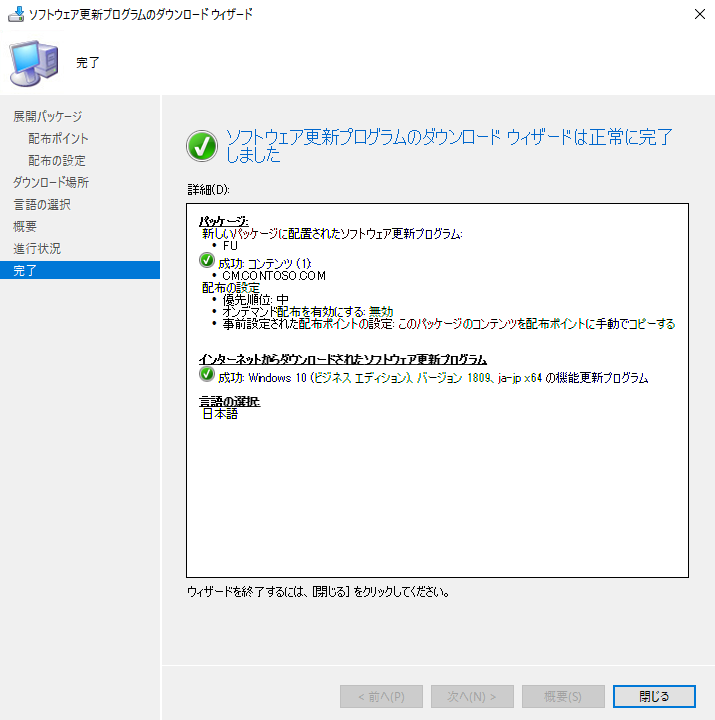 ソフトウェア更新プログラムのダウンロード ウィザード
完了
展開パッケージ
配布ポイント
配布の設定
ダウンロード場所
言語の選択
概要
進行状況
完了
ソフトウェア更新プログラムのダウンロード ウィザードは正常に完了
しました
詳細(D):
パッケージ:
新しいパッケージに配置されたソフトウェア更新プログラム:
• FU
成功: コンテンツ (1):
• CM.CONTOSO.COM
配布の設定
• 優先順位: 中
• オンデマンド配布を有効にする: 無効
• 事前設定された配布ポイントの設定: このパッケージのコンテンツを配布ポイントに手動でコピーする
インターネットからダウンロードされたソフトウェア更新プログラム
成功: Windows 10 (ビジネス エディション)、バージョン 1809、ja-jp x64 の機能更新プログラム
言語の選択:
日本語
ウィザードを終了するには、[閉じる] をクリックしてください。
< 前へ(P)
次へ(N) >
概要(S)
閉じる